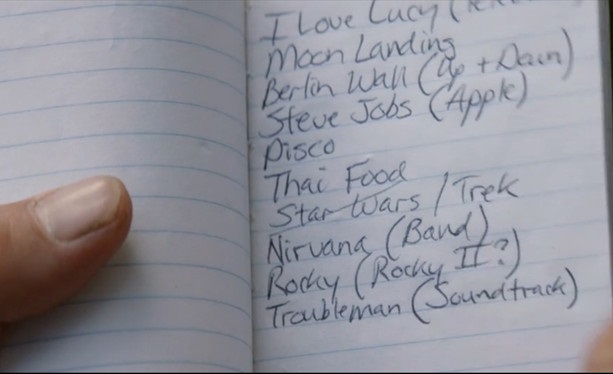 I Love Lucy
Moon Landing
Berlin Wall (Up + Down)
Steve Jobs (Apple)
Disco
Thai Food
Star Wars / Trek
Nirvana (Band)
Rocky (Rocky II?)
Troubleman (Soundtrack)